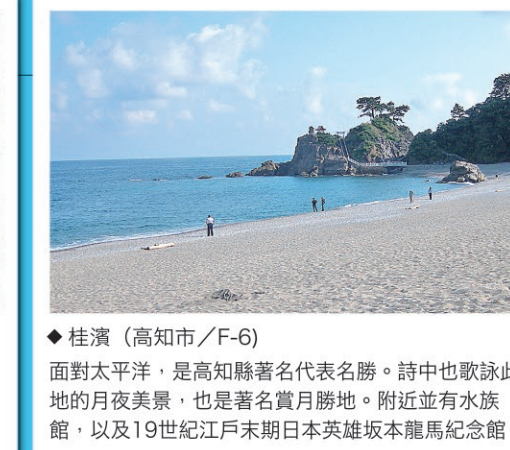 ◆ 桂濱（高知市／F-6)
面對太平洋，是高知縣著名代表名勝。詩中也歌詠此
地的月夜美景，也是著名賞月勝地。附近並有水族
館，以及19世紀江戶末期日本英雄坂本龍馬紀念館